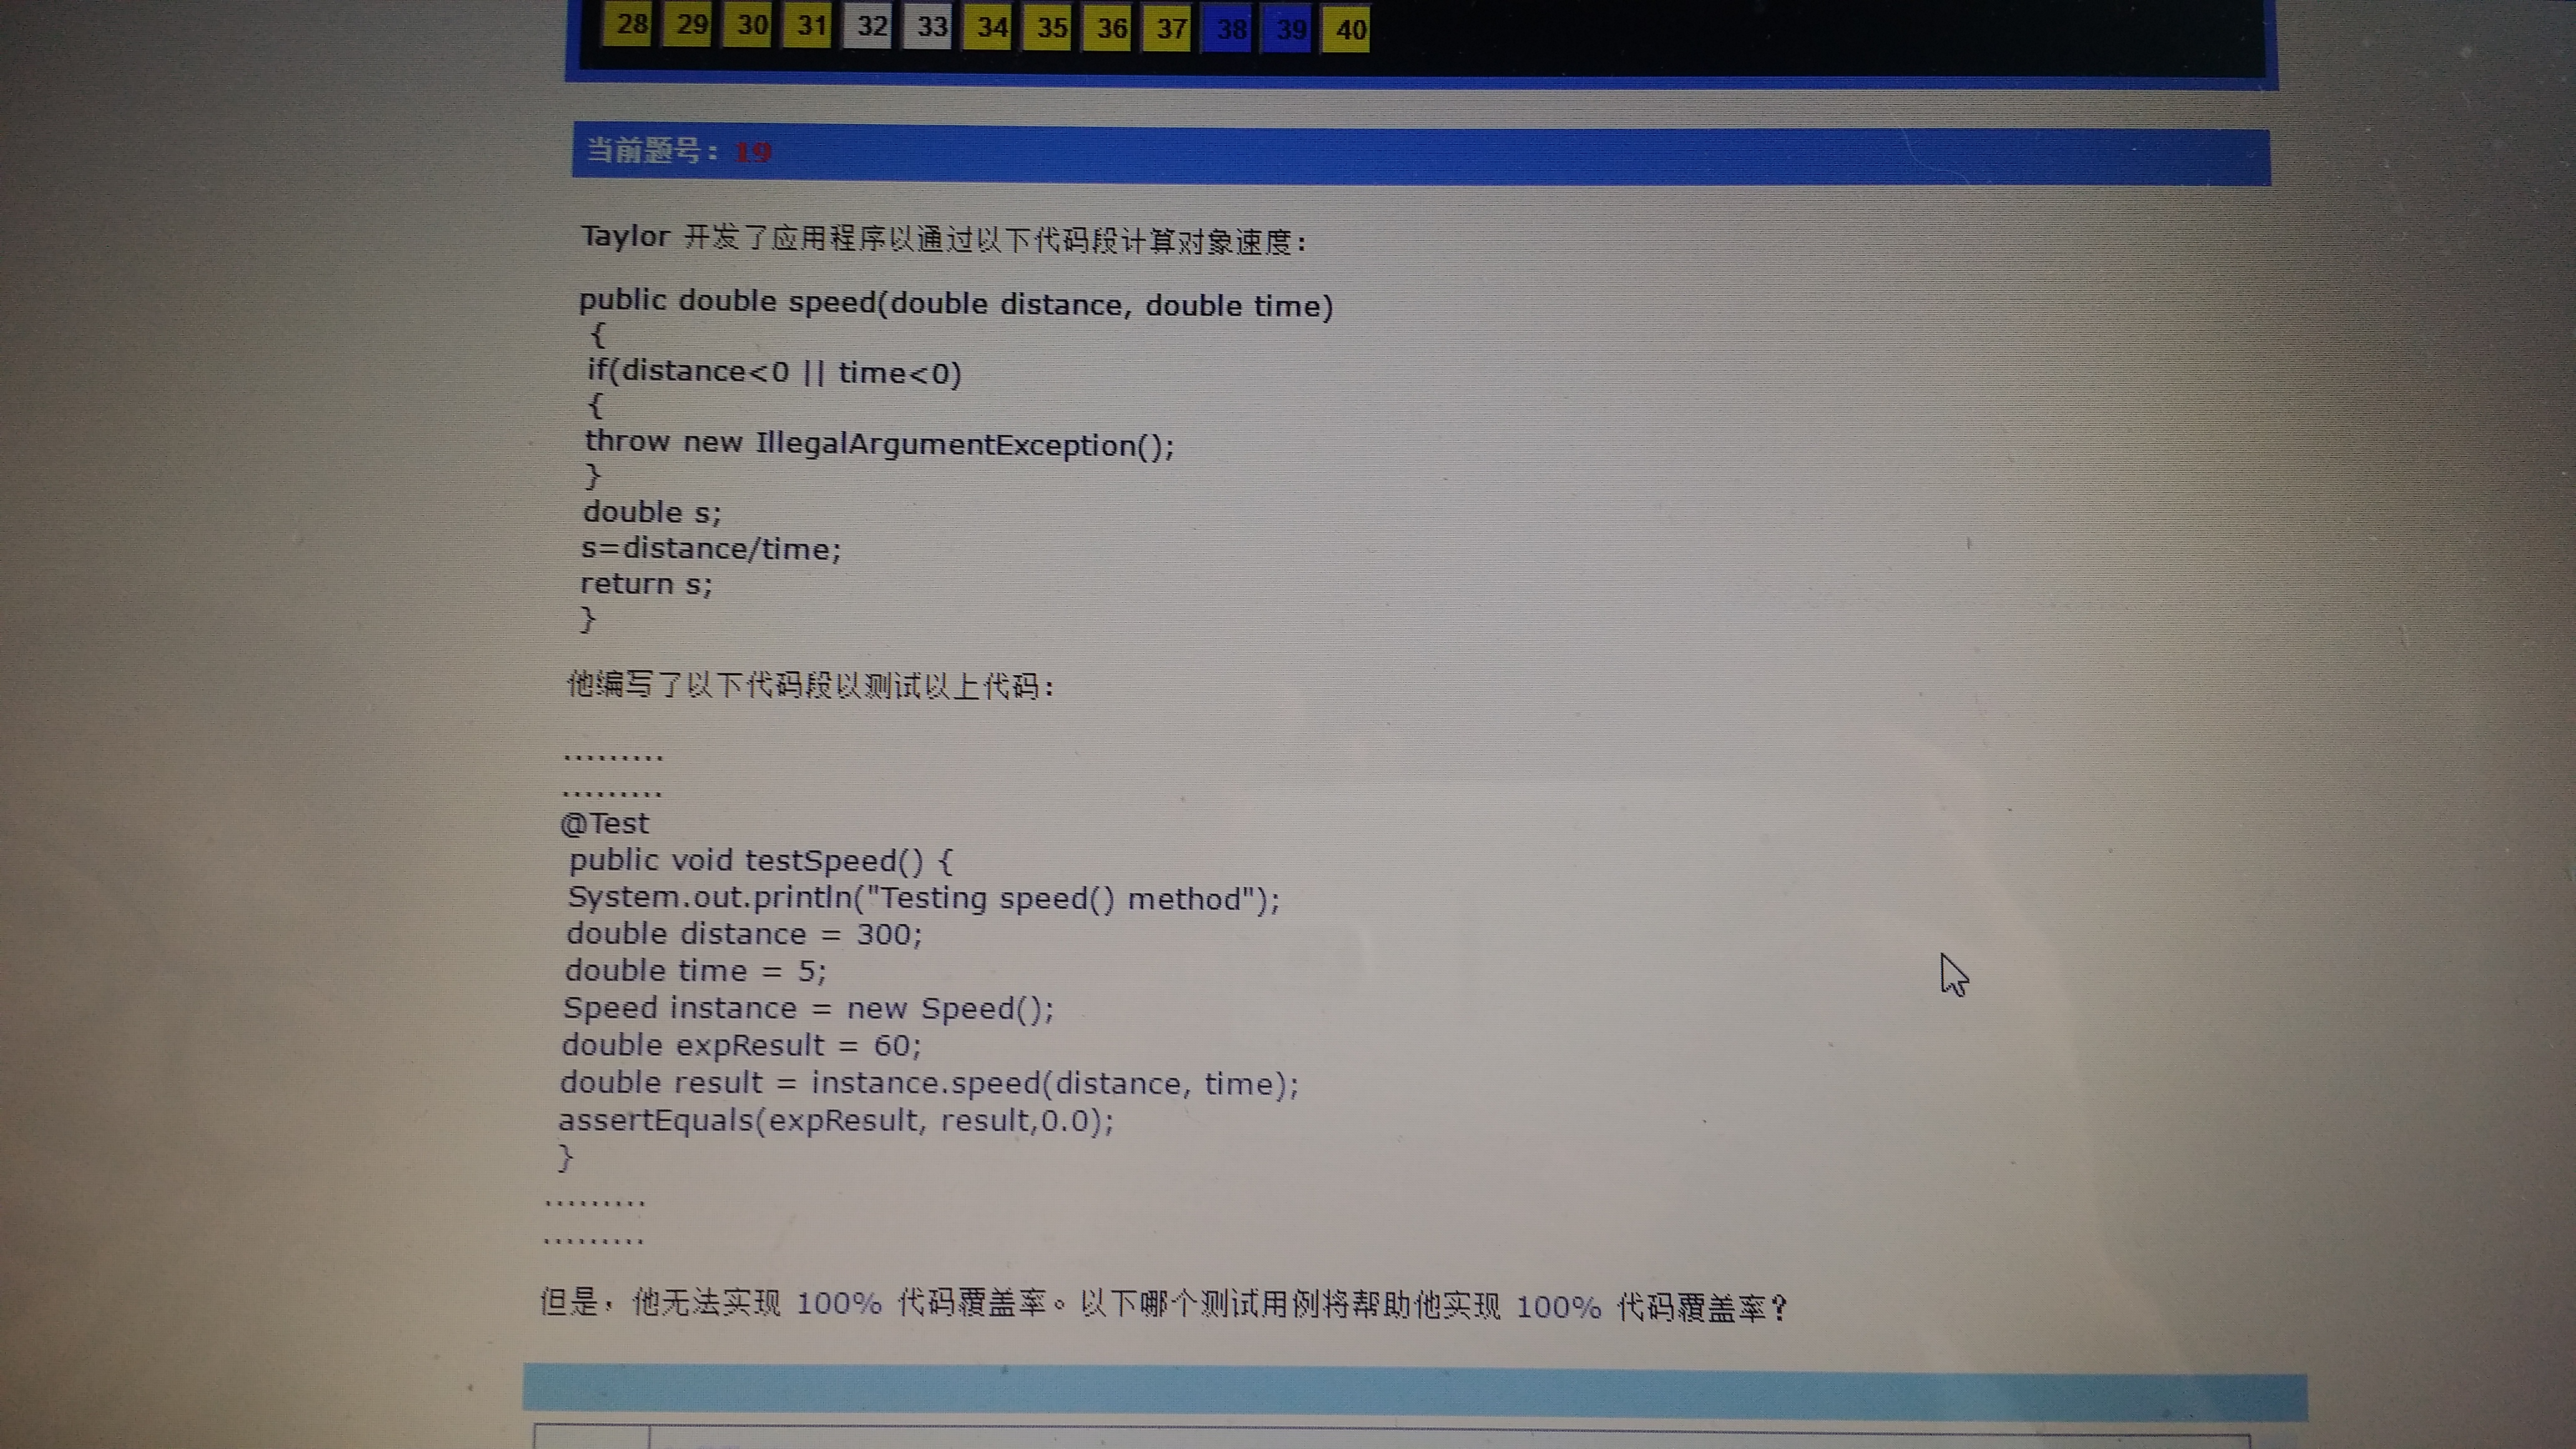 28 29 30 31 32 33 34 35 36 37 38 39 40
当前题号：19
Taylor 开发了应用程序以通过以下代码段计算对象速度：
public double speed(double distance, double time)
{
if(distance<0 || time<0)
{
throw new IllegalArgumentException();
}
double s;
s=distance/time;
return s;
}
他编写了以下代码段以测试以上代码：
.........
.........
@Test
public void testSpeed() {
System.out.println("Testing speed() method");
double distance = 300;
double time = 5;
Speed instance = new Speed();
double expResult = 60;
double result = instance.speed(distance, time);
assertEquals(expResult, result,0.0);
}
.........
.........
但是，他无法实现 100% 代码覆盖率。以下哪个测试用例将帮助他实现 100% 代码覆盖率？